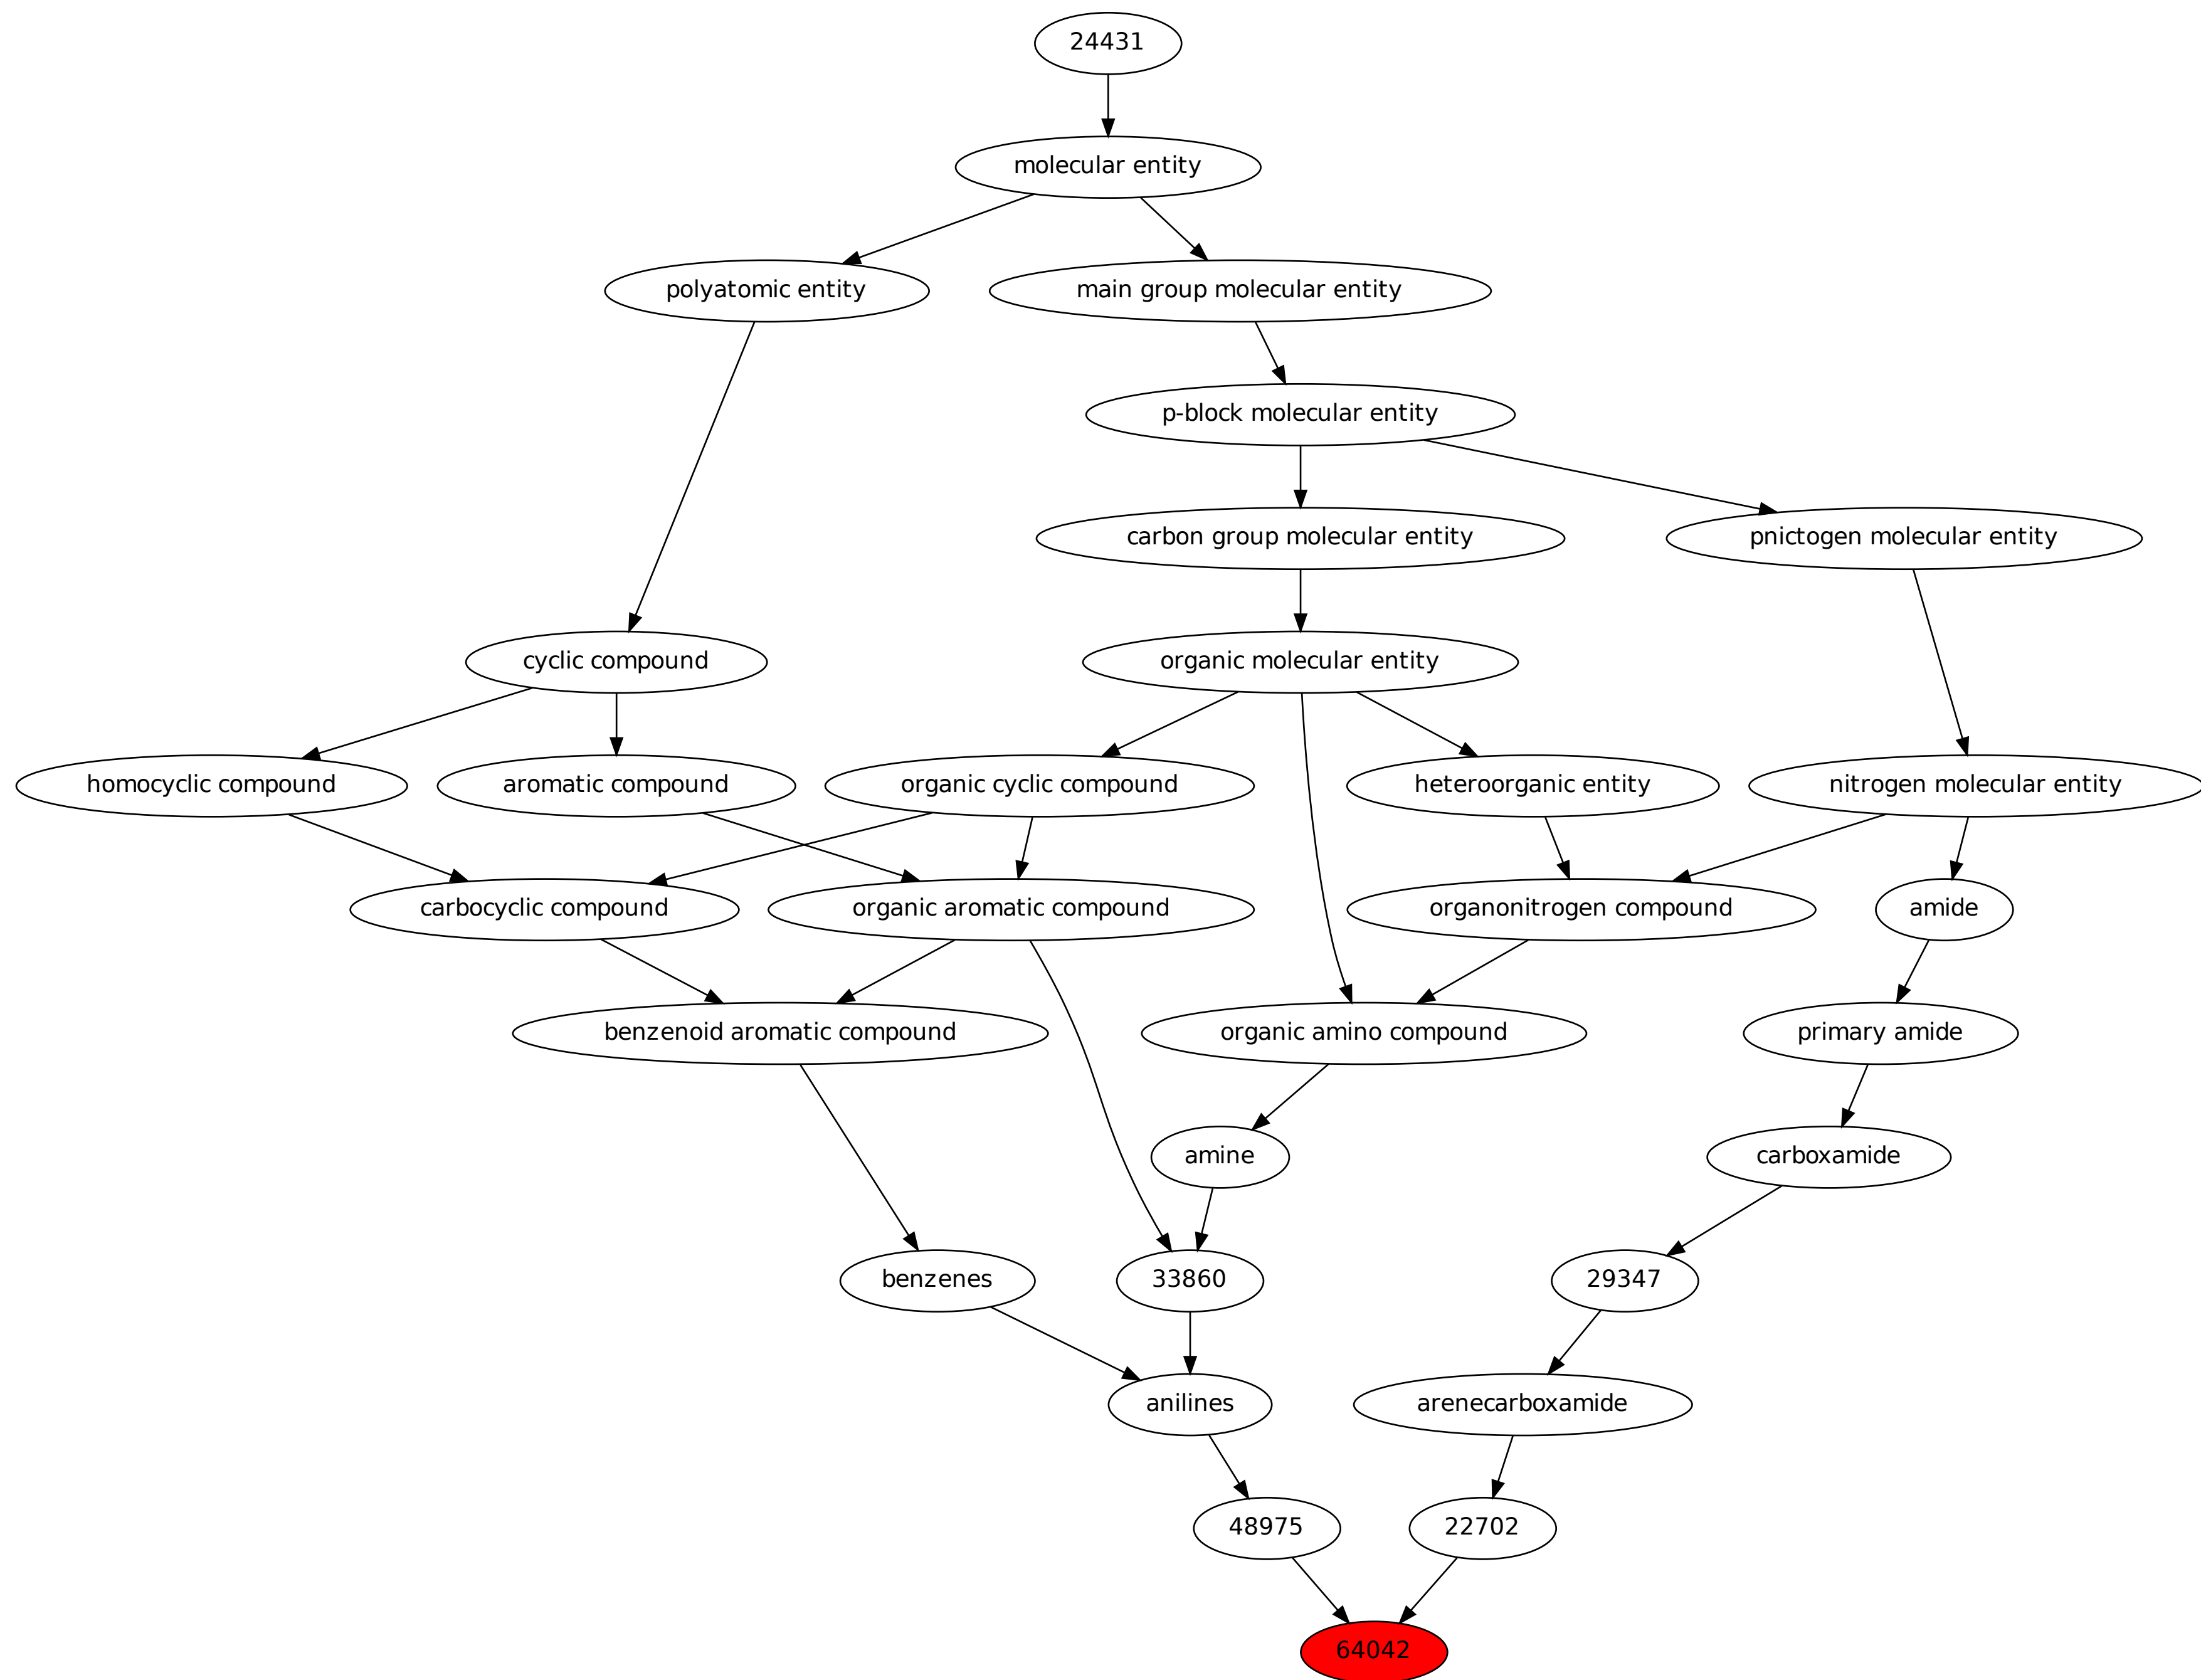 24431
molecular entity
polyatomic entity
main group molecular entity
p-block molecular entity
carbon group molecular entity
pnictogen molecular entity
cyclic compound
organic molecular entity
homocyclic compound
aromatic compound
organic cyclic compound
heteroorganic entity
nitrogen molecular entity
carbocyclic compound
organic aromatic compound
organonitrogen compound
amide
benzenoid aromatic compound
organic amino compound
primary amide
amine
carboxamide
benzenes
33860
29347
anilines
arenecarboxamide
48975
22702
64042